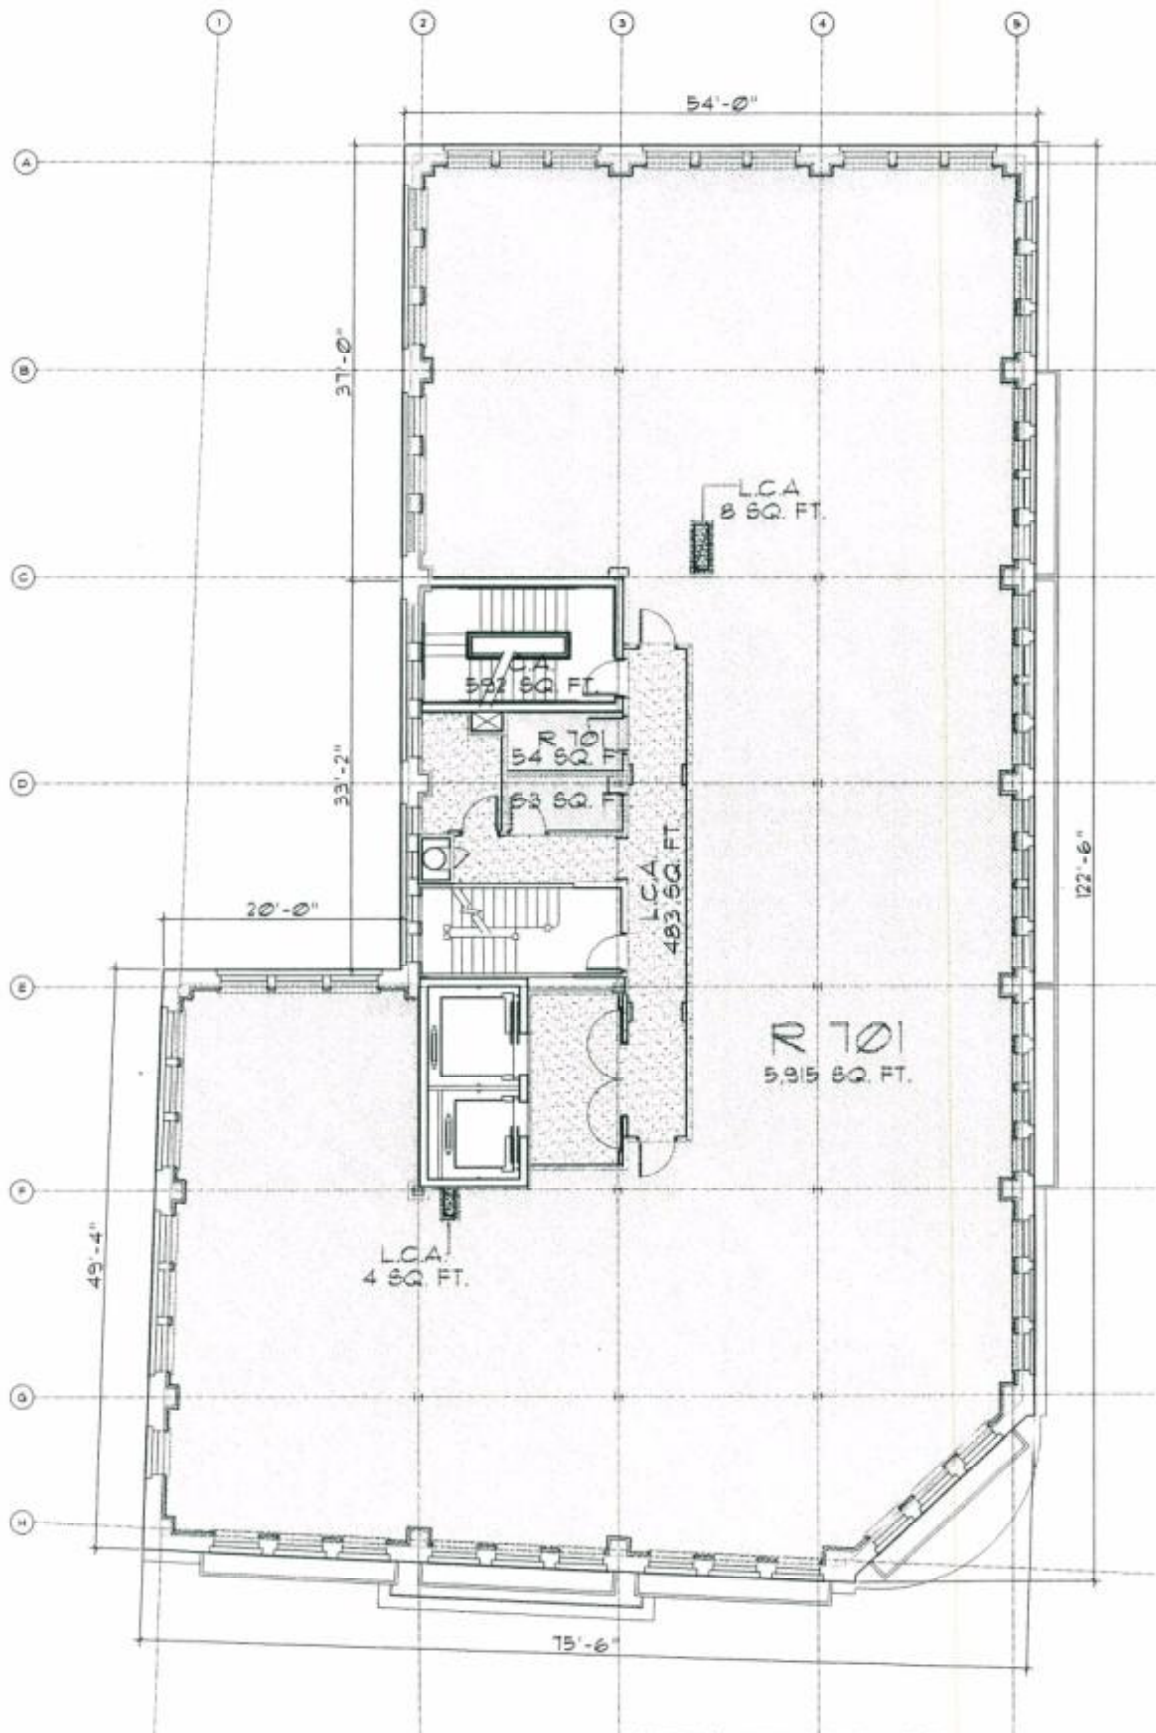 1 2 3 4 5
54'-0"
A
37'-0"
B
L.C.A
8 SQ. FT.
C
C.A.
592 SQ. FT.
R 701
54 SQ. FT
D
33'-2"
53 SQ. FT
L.C.A.
483 SQ. FT.
122'-6"
20'-0"
E
R 701
5,915 SQ. FT.
F
L.C.A.
4 SQ. FT.
49'-4"
G
H
75'-6"